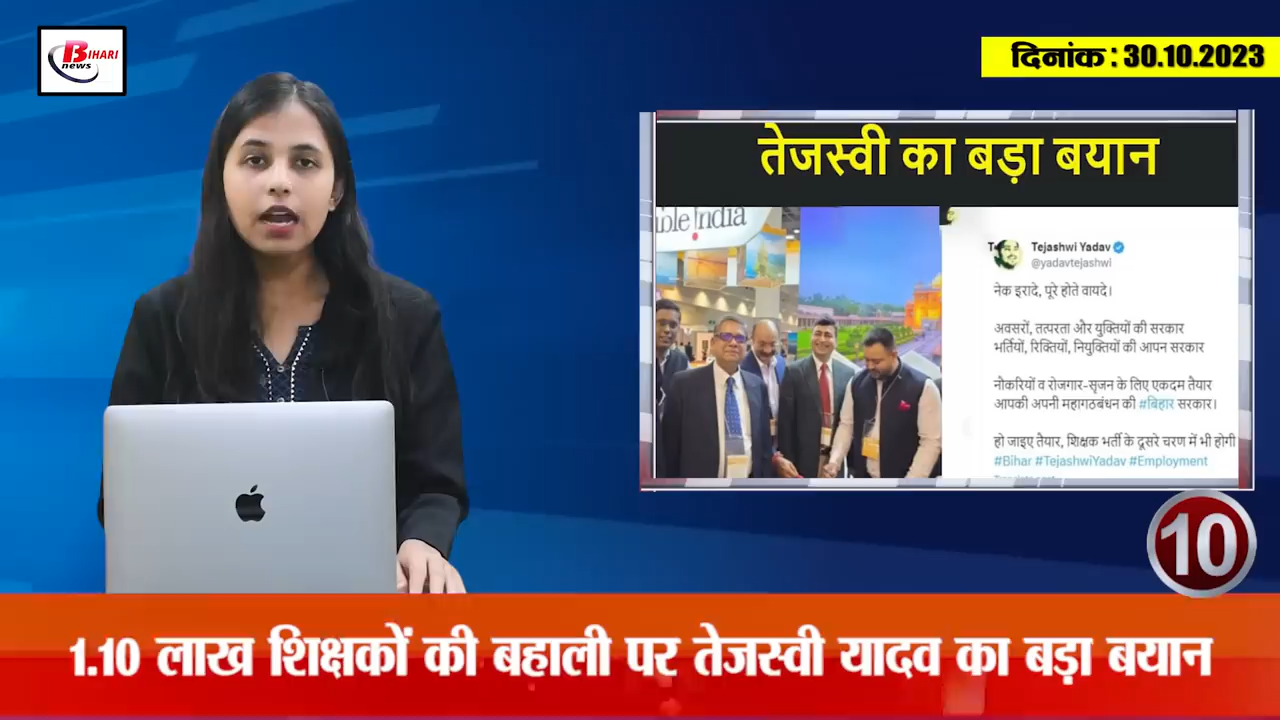 BIHARI
news
दिनांक : 30.10.2023
तेजस्वी का बड़ा बयान
ible India
Tejashwi Yadav
@yadavtejashwi
नेक इरादे, पूरे होते वायदे।
अवसरों, तत्परता और युक्तियों की सरकार
भर्तियों, रिक्तियों, नियुक्तियों की आपन सरकार
नौकरियों व रोजगार-सृजन के लिए एकदम तैयार
आपकी अपनी महागठबंधन की #बिहार सरकार।
हो जाइए तैयार, शिक्षक भर्ती के दूसरे चरण में भी होगी
#Bihar #TejashwiYadav #Employment
10
1.10 लाख शिक्षकों की बहाली पर तेजस्वी यादव का बड़ा बयान